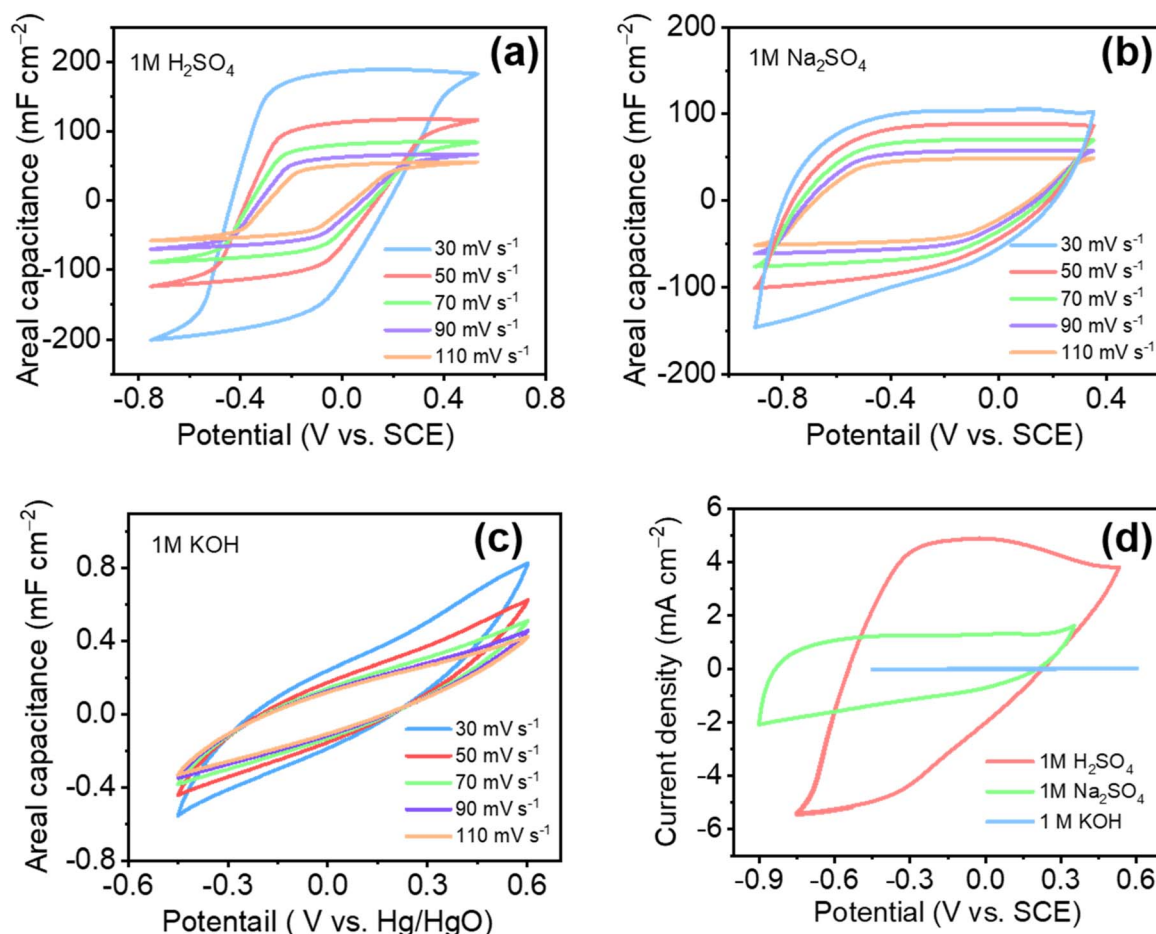 (a)
1M H₂SO₄
Areal capacitance (mF cm⁻²)
200
100
0
-100
-200
30 mV s⁻¹
50 mV s⁻¹
70 mV s⁻¹
90 mV s⁻¹
110 mV s⁻¹
-0.8 -0.4 0.0 0.4 0.8
Potential (V vs. SCE)
(b)
1M Na₂SO₄
Areal capacitance (mF cm⁻²)
200
100
0
-100
-200
30 mV s⁻¹
50 mV s⁻¹
70 mV s⁻¹
90 mV s⁻¹
110 mV s⁻¹
-0.8 -0.4 0.0 0.4
Potentail (V vs. SCE)
(c)
1M KOH
Areal capacitance (mF cm⁻²)
0.8
0.4
0.0
-0.4
-0.8
30 mV s⁻¹
50 mV s⁻¹
70 mV s⁻¹
90 mV s⁻¹
110 mV s⁻¹
-0.6 -0.3 0.0 0.3 0.6
Potentail ( V vs. Hg/HgO)
(d)
Current density (mA cm⁻²)
6
4
2
0
-2
-4
-6
1M H₂SO₄
1M Na₂SO₄
1 M KOH
-0.9 -0.6 -0.3 0.0 0.3 0.6
Potential (V vs. SCE)